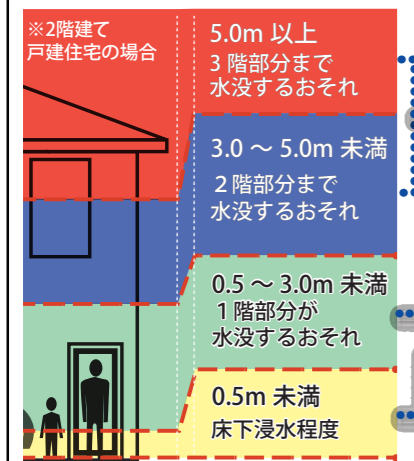 ※2階建て
戸建住宅の場合
5.0m 以上
3 階部分まで
水没するおそれ
3.0 ～ 5.0m 未満
２階部分まで
水没するおそれ
0.5 ～ 3.0m 未満
１階部分が
水没するおそれ
0.5m 未満
床下浸水程度